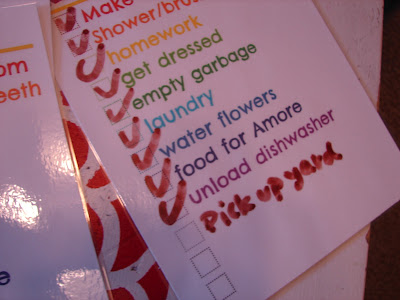 Make
Shower/brus
homework
get dressed
empty garbage
laundry
water flowers
food for Amore
unload dishwasher
Pick up yard
om
eeth
e